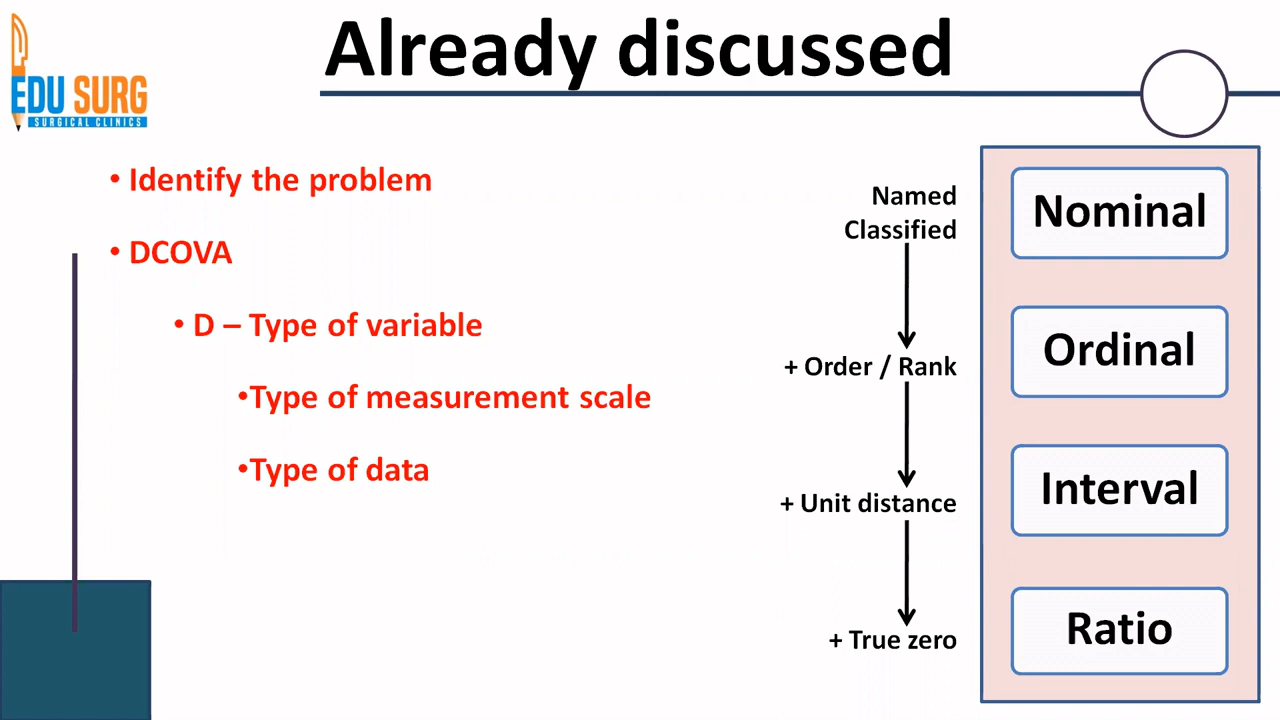 Already discussed
EDU SURG
SURGICAL CLINICS
• Identify the problem
• DCOVA
• D – Type of variable
•Type of measurement scale
•Type of data
Named
Classified
+ Order / Rank
+ Unit distance
+ True zero
Nominal
Ordinal
Interval
Ratio